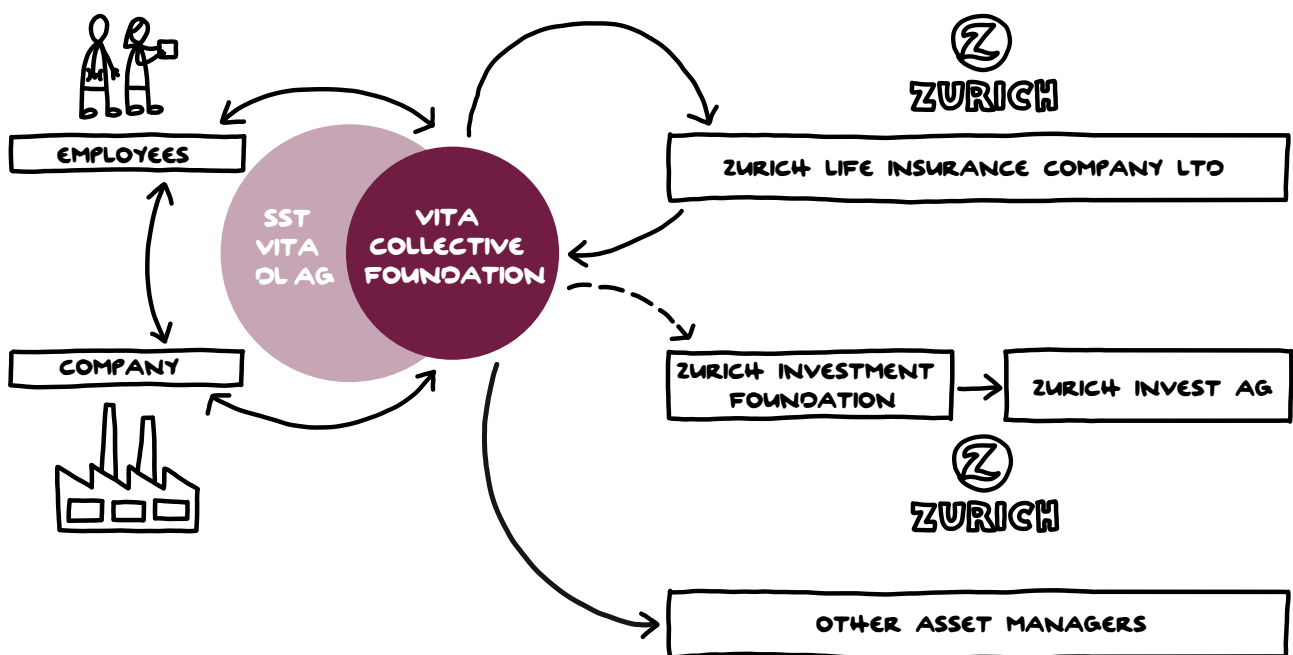 Z
ZURICH
EMPLOYEES
ZURICH LIFE INSURANCE COMPANY LTD
SST
VITA
DL AG
VITA
COLLECTIVE
FOUNDATION
COMPANY
ZURICH INVESTMENT
FOUNDATION
ZURICH INVEST AG
Z
ZURICH
OTHER ASSET MANAGERS